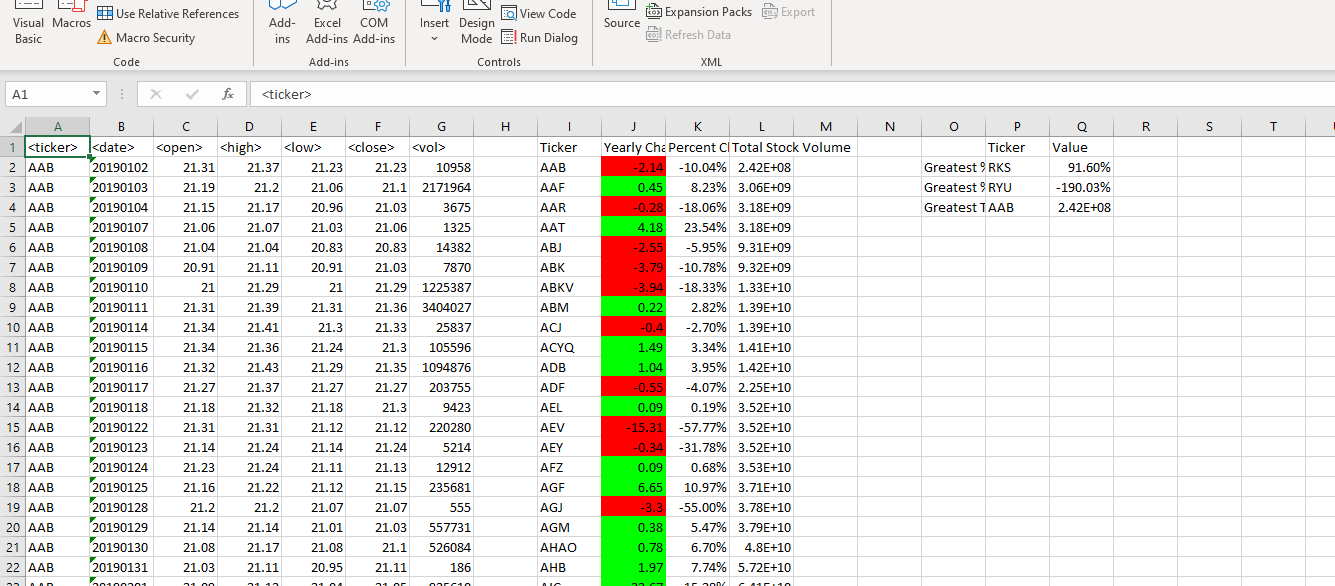 Visual Basic Macros Use Relative References Macro Security Code
Add-ins Excel Add-ins COM Add-ins Add-ins
Insert Design Mode View Code Run Dialog Controls
Source Expansion Packs Export Refresh Data XML
A1 fx <ticker>
A B C D E F G H I J K L M N O P Q R S T
1 <ticker> <date> <open> <high> <low> <close> <vol> Ticker Yearly Cha Percent Cl Total Stock Volume Ticker Value
2 AAB 20190102 21.31 21.37 21.23 21.23 10958 AAB -2.14 -10.04% 2.42E+08 Greatest % RKS 91.60%
3 AAB 20190103 21.19 21.2 21.06 21.1 2171964 AAF 0.45 8.23% 3.06E+09 Greatest % RYU -190.03%
4 AAB 20190104 21.15 21.17 20.96 21.03 3675 AAR -0.28 -18.06% 3.18E+09 Greatest T AAB 2.42E+08
5 AAB 20190107 21.06 21.07 21.03 21.06 1325 AAT 4.18 23.54% 3.18E+09
6 AAB 20190108 21.04 21.04 20.83 20.83 14382 ABJ -2.55 -5.95% 9.31E+09
7 AAB 20190109 20.91 21.11 20.91 21.03 7870 ABK -3.79 -10.78% 9.32E+09
8 AAB 20190110 21 21.29 21 21.29 1225387 ABKV -3.94 -18.33% 1.33E+10
9 AAB 20190111 21.31 21.39 21.31 21.36 3404027 ABM 0.22 2.82% 1.39E+10
10 AAB 20190114 21.34 21.41 21.3 21.33 25837 ACJ -0.4 -2.70% 1.39E+10
11 AAB 20190115 21.34 21.36 21.24 21.3 105596 ACYQ 1.49 3.34% 1.41E+10
12 AAB 20190116 21.32 21.43 21.29 21.35 1094876 ADB 1.04 3.95% 1.42E+10
13 AAB 20190117 21.27 21.37 21.27 21.27 203755 ADF -0.55 -4.07% 2.25E+10
14 AAB 20190118 21.18 21.32 21.18 21.3 9423 AEL 0.09 0.19% 3.52E+10
15 AAB 20190122 21.31 21.31 21.12 21.12 220280 AEV -15.31 -57.77% 3.52E+10
16 AAB 20190123 21.14 21.24 21.14 21.24 5214 AEY -0.34 -31.78% 3.52E+10
17 AAB 20190124 21.23 21.24 21.11 21.13 12912 AFZ 0.09 0.68% 3.53E+10
18 AAB 20190125 21.16 21.22 21.12 21.15 235681 AGF 6.65 10.97% 3.71E+10
19 AAB 20190128 21.2 21.2 21.07 21.07 555 AGJ -3.3 -55.00% 3.78E+10
20 AAB 20190129 21.14 21.14 21.01 21.03 557731 AGM 0.38 5.47% 3.79E+10
21 AAB 20190130 21.08 21.17 21.08 21.1 526084 AHAO 0.78 6.70% 4.8E+10
22 AAB 20190131 21.03 21.11 20.95 21.11 186 AHB 1.97 7.74% 5.72E+10